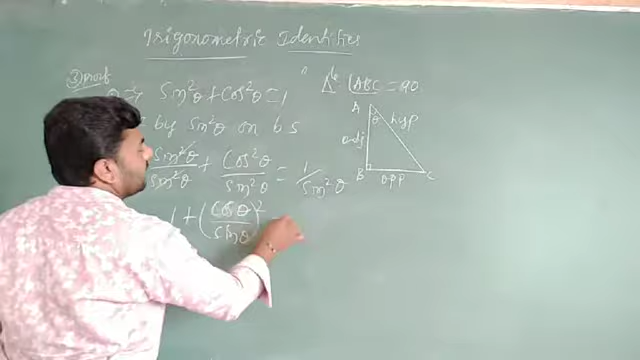 Trigonometric Identities
③ proof
Sin²θ + Cos²θ = 1
÷ by Sin²θ on b s
Sin²θ/Sin²θ + Cos²θ/Sin²θ = 1/Sin²θ
1 + (Cosθ/Sinθ)²
Δle ∟ABC = 90
A
θ
adj
hyp
B
opp
C